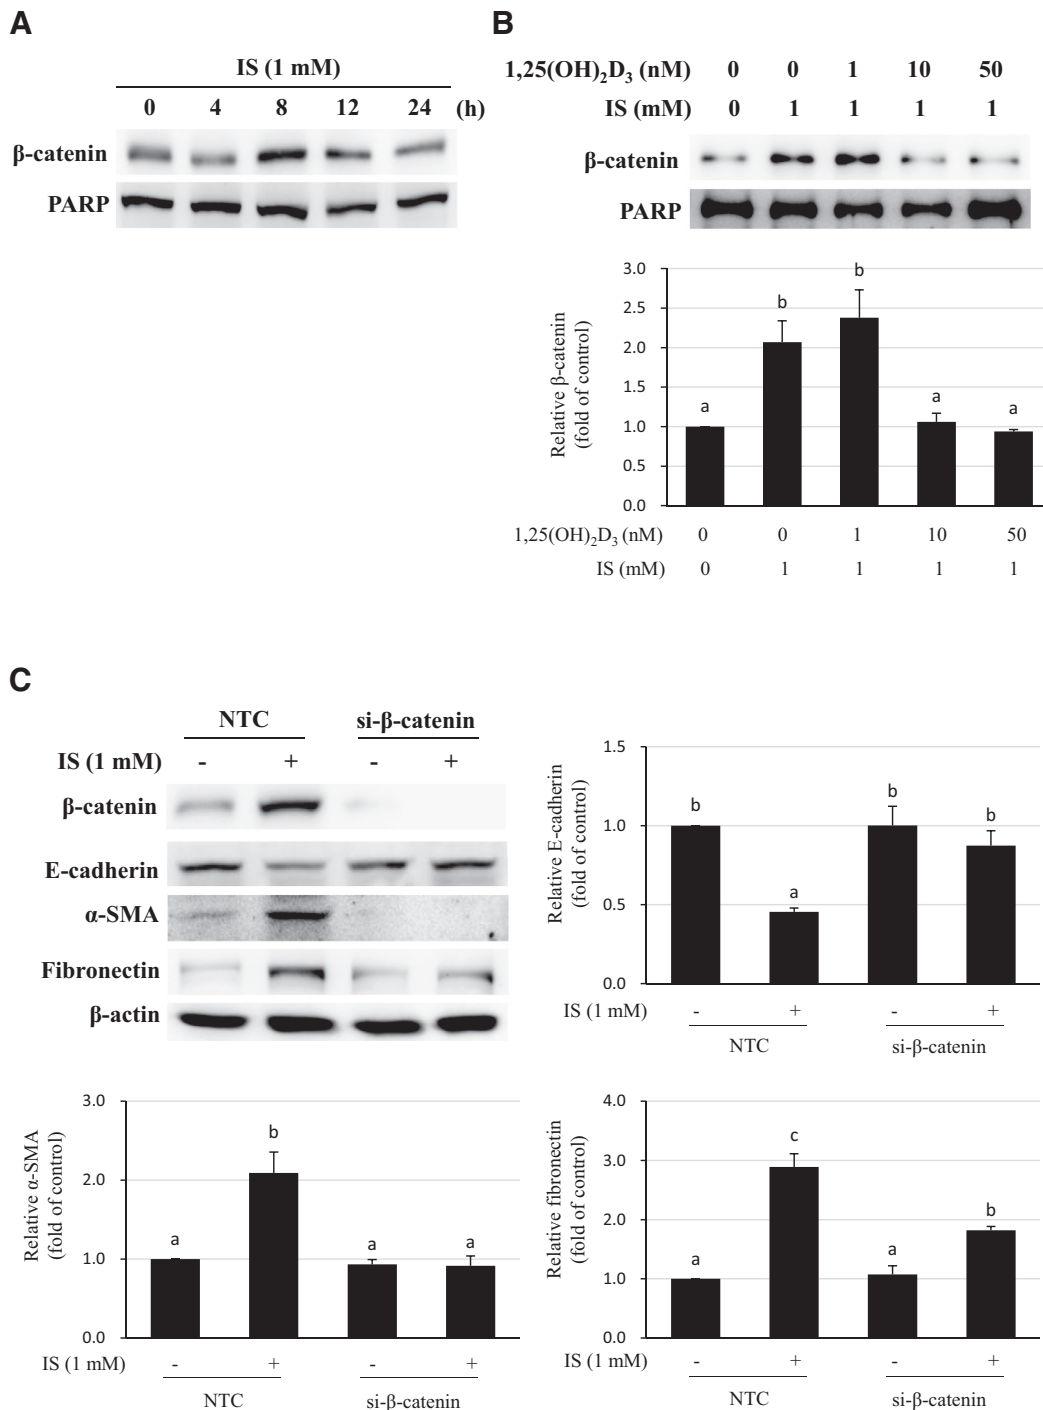 A
IS (1 mM)
0 4 8 12 24 (h)
β-catenin
PARP
B
1,25(OH)₂D₃ (nM) 0 0 1 10 50
IS (mM) 0 1 1 1 1
β-catenin
PARP
3.0
2.5
2.0
1.5
1.0
0.5
0.0
Relative β-catenin
(fold of control)
a b b a a
1,25(OH)₂D₃ (nM) 0 0 1 10 50
IS (mM) 0 1 1 1 1
C
NTC si-β-catenin
IS (1 mM) - + - +
β-catenin
E-cadherin
α-SMA
Fibronectin
β-actin
1.5
1.0
0.5
0.0
Relative E-cadherin
(fold of control)
b a b b
IS (1 mM) - + - +
NTC si-β-catenin
3.0
2.0
1.0
0.0
Relative α-SMA
(fold of control)
a b a a
IS (1 mM) - + - +
NTC si-β-catenin
4.0
3.0
2.0
1.0
0.0
Relative fibronectin
(fold of control)
a c a b
IS (1 mM) - + - +
NTC si-β-catenin